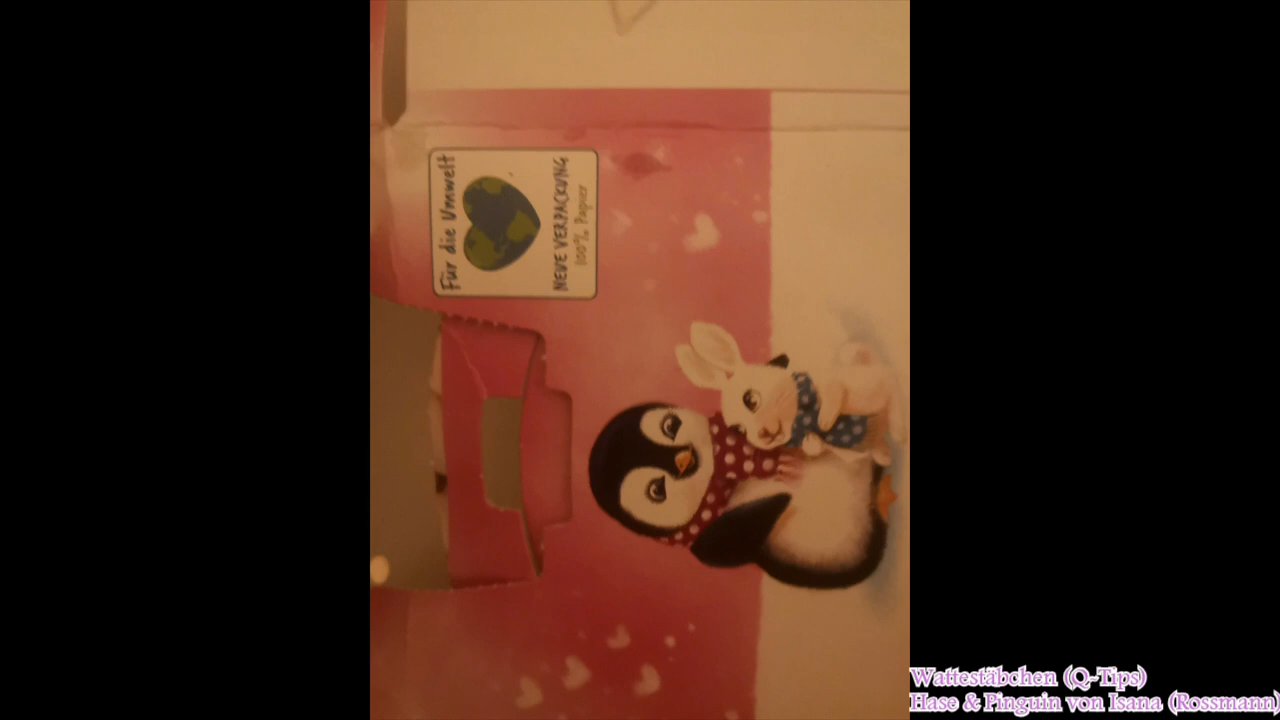 Für die Umwelt
NEUE VERPACKUNG
100% Papier
Wattestäbchen (Q-Tips)
Hase & Pinguin von Isana (Rossmann)